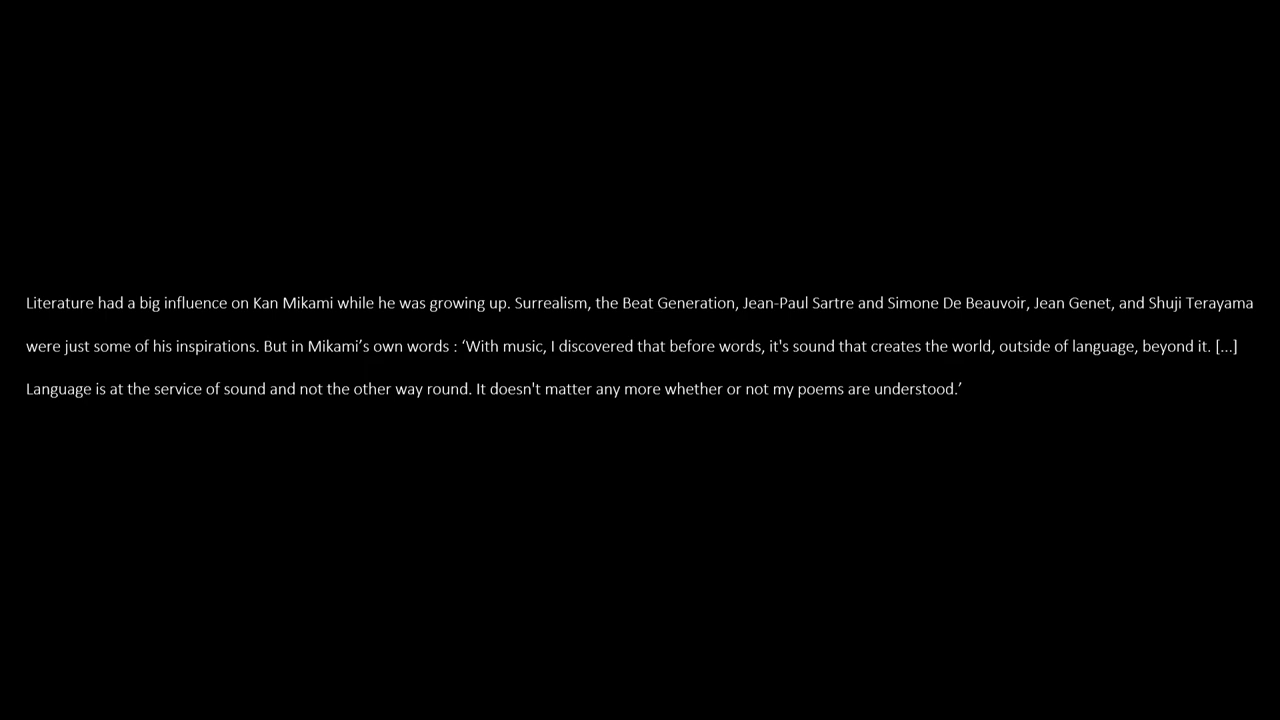 Literature had a big influence on Kan Mikami while he was growing up. Surrealism, the Beat Generation, Jean-Paul Sartre and Simone De Beauvoir, Jean Genet, and Shuji Terayama
were just some of his inspirations. But in Mikami’s own words : ‘With music, I discovered that before words, it's sound that creates the world, outside of language, beyond it. [...]
Language is at the service of sound and not the other way round. It doesn't matter any more whether or not my poems are understood.’